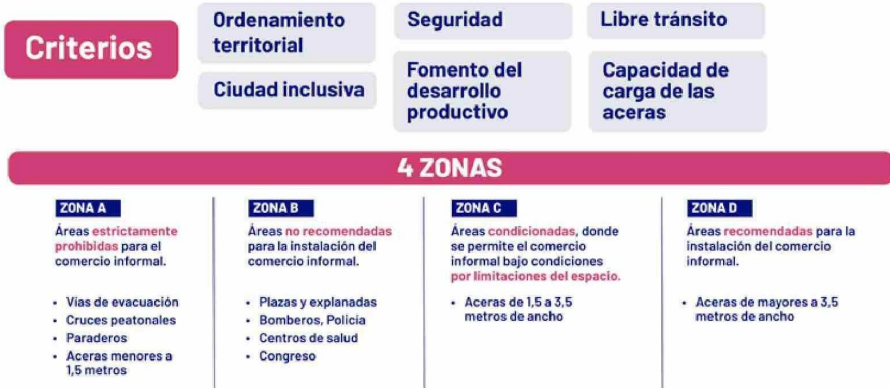 Criterios
Ordenamiento
territorial
Seguridad
Libre tránsito
Ciudad inclusiva
Fomento del
desarrollo
productivo
Capacidad de
carga de las
aceras
4 ZONAS
ZONA A
Áreas estrictamente
prohibidas para el
comercio informal.
• Vías de evacuación
• Cruces peatonales
• Paraderos
• Aceras menores a
1,5 metros
ZONA B
Áreas no recomendadas
para la instalación del
comercio informal.
• Plazas y explanadas
• Bomberos, Policía
• Centros de salud
• Congreso
ZONA C
Áreas condicionadas, donde
se permite el comercio
informal bajo condiciones
por limitaciones del espacio.
• Aceras de 1,5 a 3,5
metros de ancho
ZONA D
Áreas recomendadas para la
instalación del comercio
informal.
• Aceras de mayores a 3,5
metros de ancho